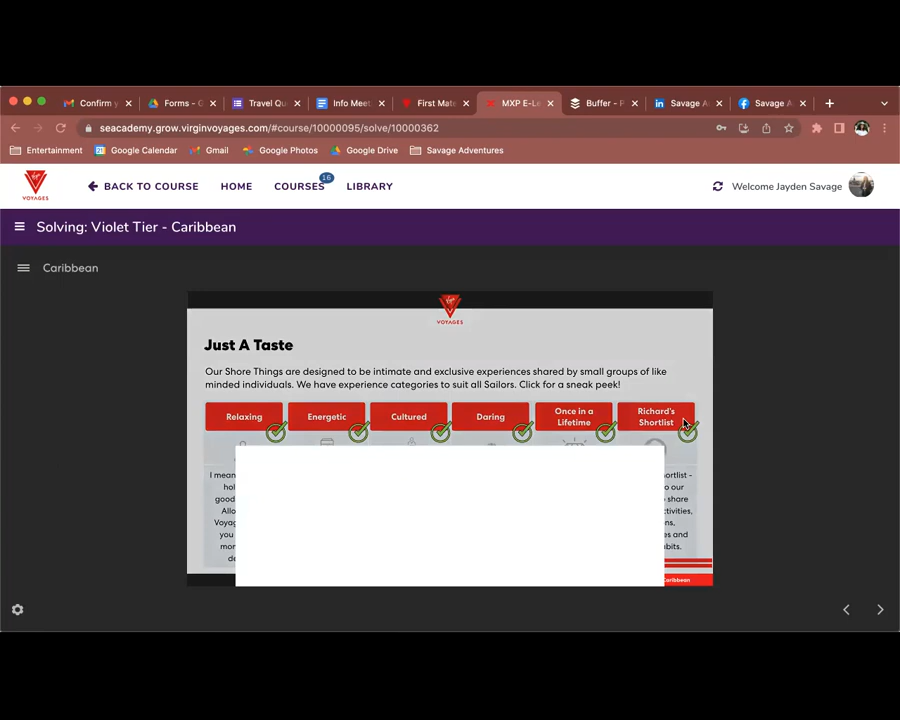 Confirm y
Forms - G
Travel Qu
Info Meet
First Mate
MXP E-Le
Buffer - P
Savage A
Savage A
seacademy.grow.virginvoyages.com/#course/10000095/solve/10000362
Entertainment
Google Calendar
Gmail
Google Photos
Google Drive
Savage Adventures
VOYAGES
BACK TO COURSE
HOME
COURSES
16
LIBRARY
Welcome Jayden Savage
Solving: Violet Tier - Caribbean
Caribbean
VOYAGES
Just A Taste
Our Shore Things are designed to be intimate and exclusive experiences shared by small groups of like
minded individuals. We have experience categories to suit all Sailors. Click for a sneak peek!
Relaxing
Energetic
Cultured
Daring
Once in a
Lifetime
Richard's
Shortlist
I mean
hol
good
Allo
Voyag
you
mor
d
ortlist -
o our
share
ctivities,
ns,
es and
bits.
Caribbean